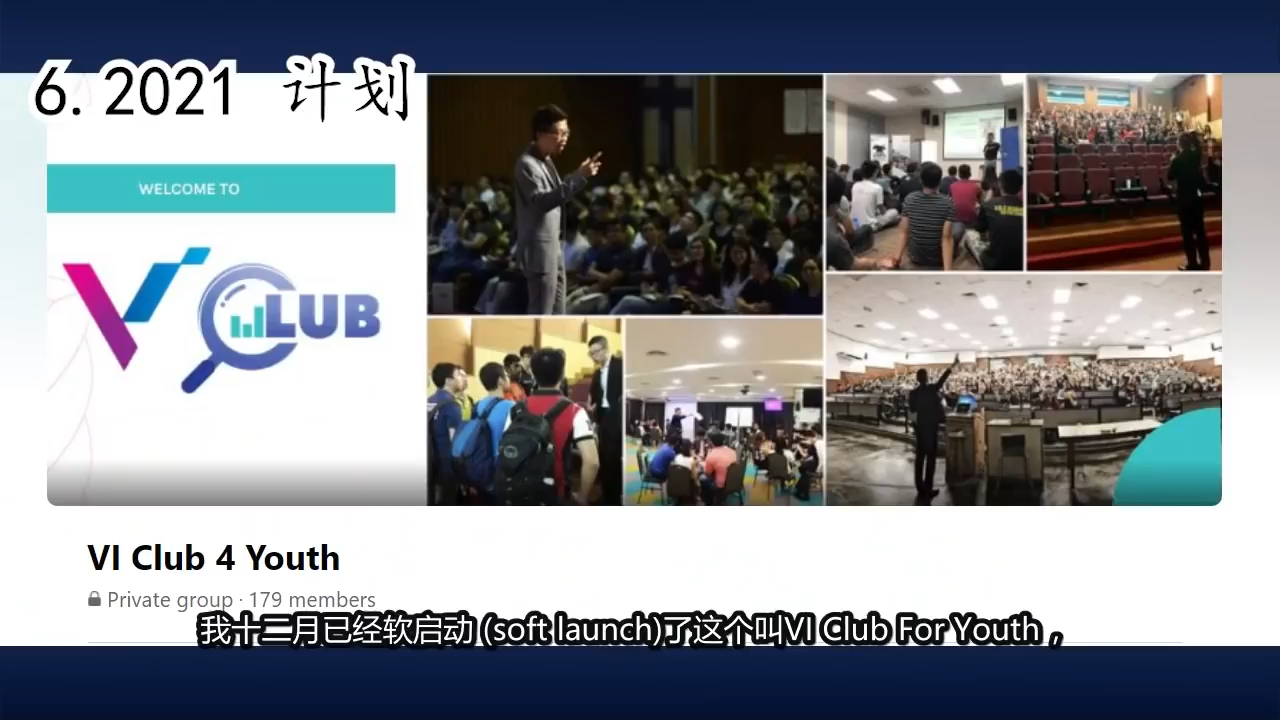 6. 2021 计划
WELCOME TO
VI CLUB
VI Club 4 Youth
Private group · 179 members
我十二月已经软启动 (soft launch)了这个叫VI Club For Youth，